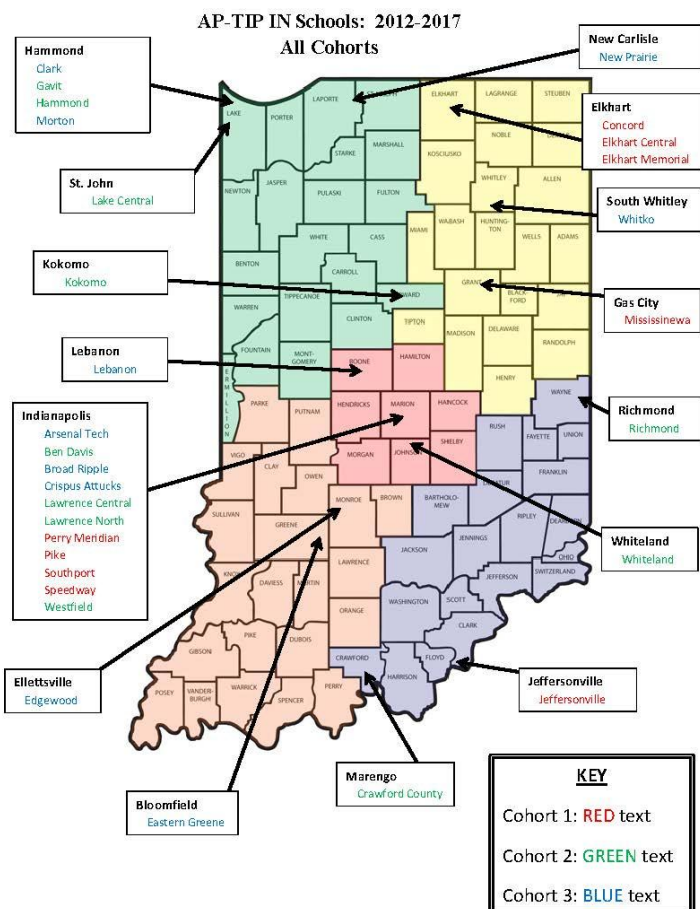 AP-TIP IN Schools: 2012-2017
All Cohorts
Hammond
Clark
Gavit
Hammond
Morton
New Carlisle
New Prairie
Elkhart
Concord
Elkhart Central
Elkhart Memorial
St. John
Lake Central
South Whitley
Whitko
Kokomo
Kokomo
Gas City
Mississinewa
Lebanon
Lebanon
Richmond
Richmond
Indianapolis
Arsenal Tech
Ben Davis
Broad Ripple
Crispus Attucks
Lawrence Central
Lawrence North
Perry Meridian
Pike
Southport
Speedway
Westfield
Whiteland
Whiteland
Ellettsville
Edgewood
Jeffersonville
Jeffersonville
Marengo
Crawford County
Bloomfield
Eastern Greene
KEY
Cohort 1: RED text
Cohort 2: GREEN text
Cohort 3: BLUE text
LAKE
PORTER
LAPORTE
ELKHART
LAGRANGE
STEUBEN
NOBLE
STARKE
MARSHALL
KOSCIUSKO
WHITLEY
ALLEN
NEWTON
JASPER
PULASKI
FULTON
MIAMI
WABASH
HUNTING-
TON
WELLS
ADAMS
WHITE
CASS
BENTON
CARROLL
TIPPECANOE
GRANT
BLACK-
FORD
WARREN
CLINTON
TIPTON
MADISON
DELAWARE
RANDOLPH
FOUNTAIN
MONT-
GOMERY
BOONE
HAMILTON
HENRY
WAYNE
VERMILLION
PARKE
PUTNAM
HENDRICKS
MARION
HANCOCK
RUSH
FAYETTE
UNION
VIGO
CLAY
OWEN
MORGAN
SHELBY
FRANKLIN
SULLIVAN
GREENE
MONROE
BROWN
BARTHOLO-
MEW
RIPLEY
JENNINGS
JACKSON
LAWRENCE
OHIO
SWITZERLAND
JEFFERSON
DAVIESS
MARTIN
ORANGE
WASHINGTON
SCOTT
CLARK
GIBSON
PIKE
DUBOIS
CRAWFORD
FLOYD
HARRISON
POSEY
VANDER-
BURGH
WARRICK
SPENCER
PERRY